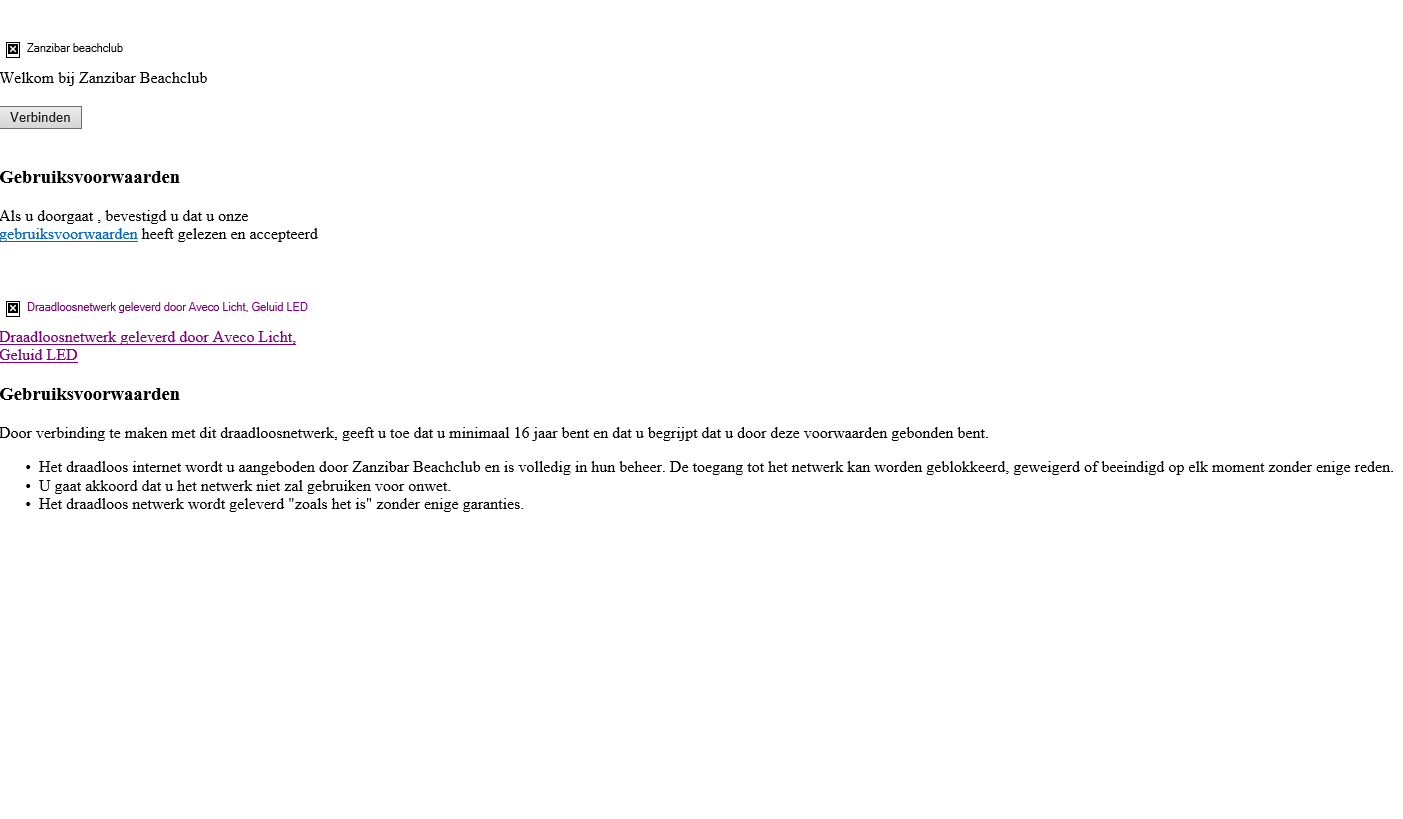 Zanzibar beachclub
Welkom bij Zanzibar Beachclub
Verbinden
Gebruiksvoorwaarden
Als u doorgaat , bevestigd u dat u onze
gebruiksvoorwaarden heeft gelezen en accepteerd
Draadloosnetwerk geleverd door Aveco Licht, Geluid LED
Draadloosnetwerk geleverd door Aveco Licht,
Geluid LED
Gebruiksvoorwaarden
Door verbinding te maken met dit draadloosnetwerk, geeft u toe dat u minimaal 16 jaar bent en dat u begrijpt dat u door deze voorwaarden gebonden bent.
• Het draadloos internet wordt u aangeboden door Zanzibar Beachclub en is volledig in hun beheer. De toegang tot het netwerk kan worden geblokkeerd, geweigerd of beeindigd op elk moment zonder enige reden.
• U gaat akkoord dat u het netwerk niet zal gebruiken voor onwet.
• Het draadloos netwerk wordt geleverd "zoals het is" zonder enige garanties.